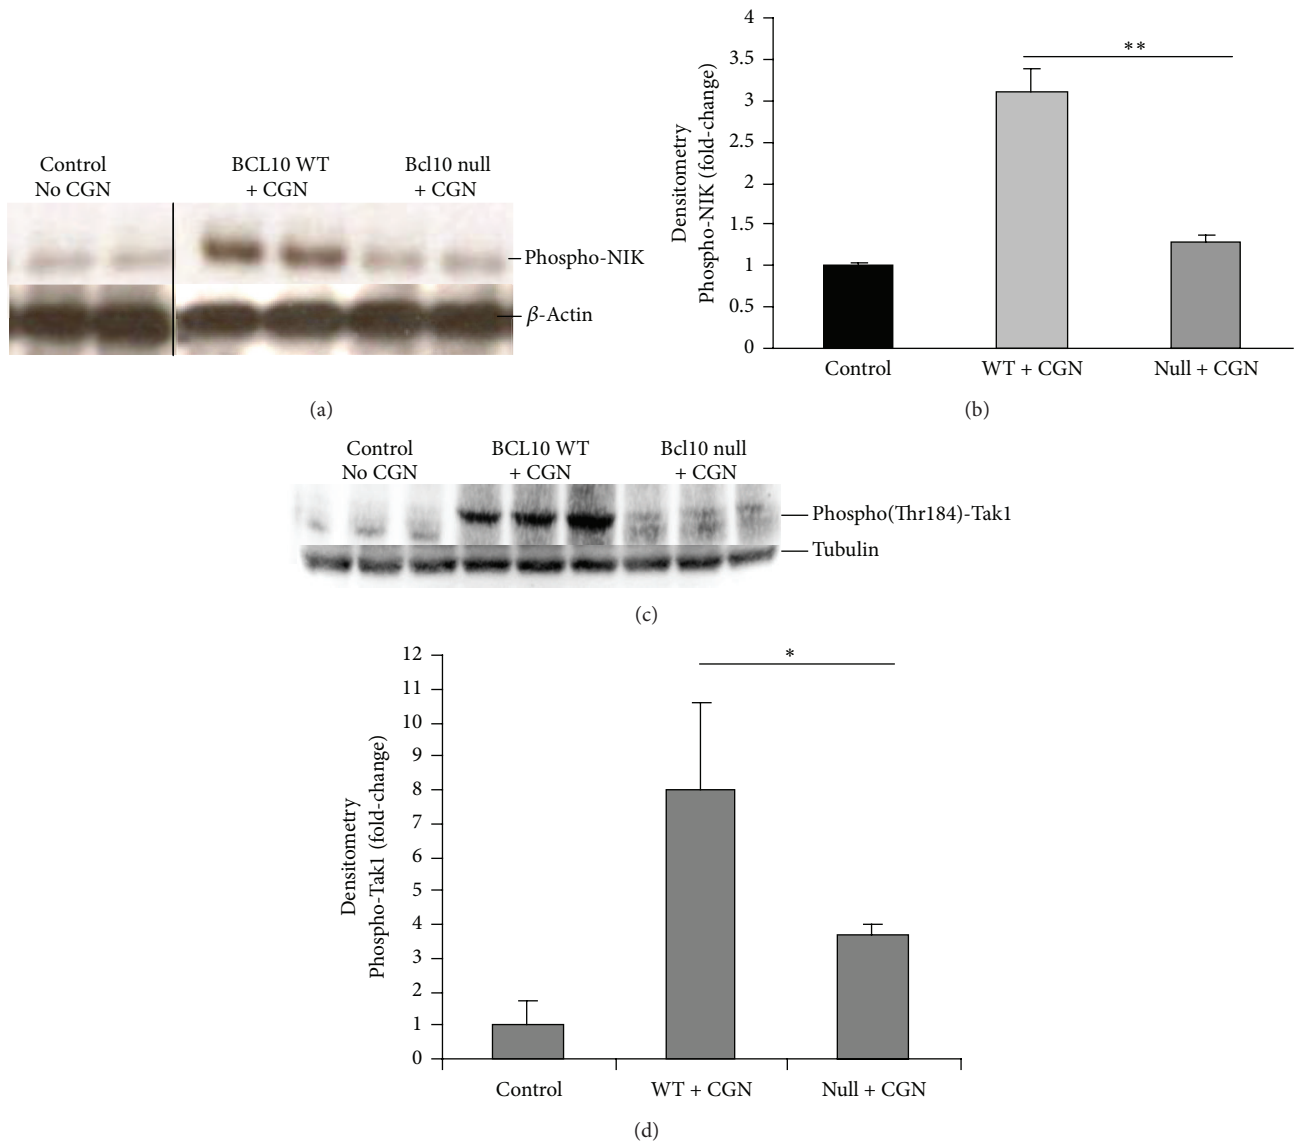 Control
No CGN
BCL10 WT
+ CGN
Bcl10 null
+ CGN
Phospho-NIK
β-Actin
(a)
Densitometry
Phospho-NIK (fold-change)
4
3.5
3
2.5
2
1.5
1
0.5
0
**
Control
WT + CGN
Null + CGN
(b)
Control
No CGN
BCL10 WT
+ CGN
Bcl10 null
+ CGN
Phospho(Thr184)-Tak1
Tubulin
(c)
Densitometry
Phospho-Tak1 (fold-change)
12
11
10
9
8
7
6
5
4
3
2
1
0
*
Control
WT + CGN
Null + CGN
(d)